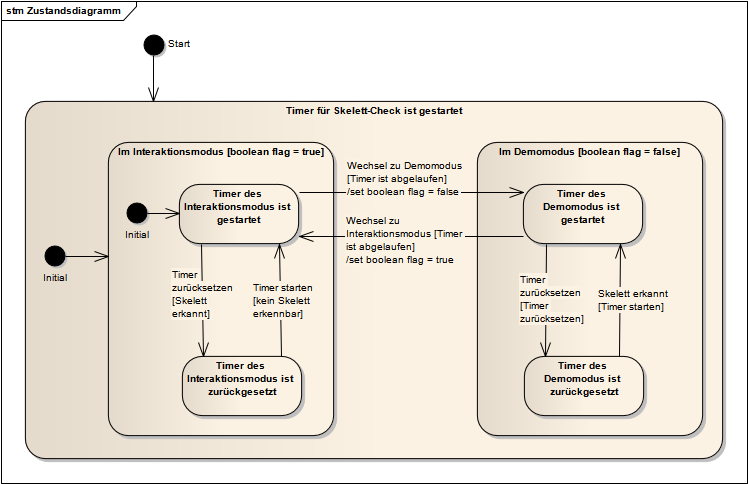 stm Zustandsdiagramm
Start
Timer für Skelett-Check ist gestartet
Im Interaktionsmodus [boolean flag = true]
Timer des
Interaktionsmodus ist
gestartet
Initial
Initial
Timer
zurücksetzen
[Skelett
erkannt]
Timer starten
[kein Skelett
erkennbar]
Timer des
Interaktionsmodus ist
zurückgesetzt
Wechsel zu Demomodus
[Timer ist abgelaufen]
/set boolean flag = false
Wechsel zu
Interaktionsmodus [Timer
ist abgelaufen]
/set boolean flag = true
Im Demomodus [boolean flag = false]
Timer des
Demomodus ist
gestartet
Timer
zurücksetzen
[Timer
zurücksetzen]
Skelett erkannt
[Timer starten]
Timer des
Demomodus ist
zurückgesetzt